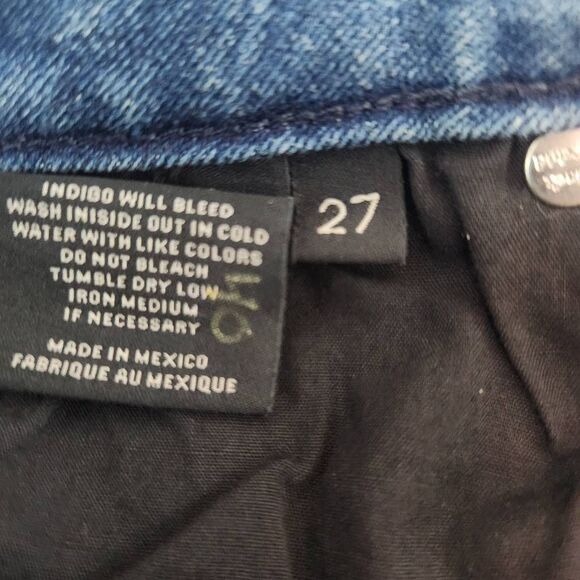 INDIGO WILL BLEED
WASH INISIDE OUT IN COLD
WATER WITH LIKE COLORS
DO NOT BLEACH
TUMBLE DRY LOW
IRON MEDIUM
IF NECESSARY
MADE IN MEXICO
FABRIQUE AU MEXIQUE
27